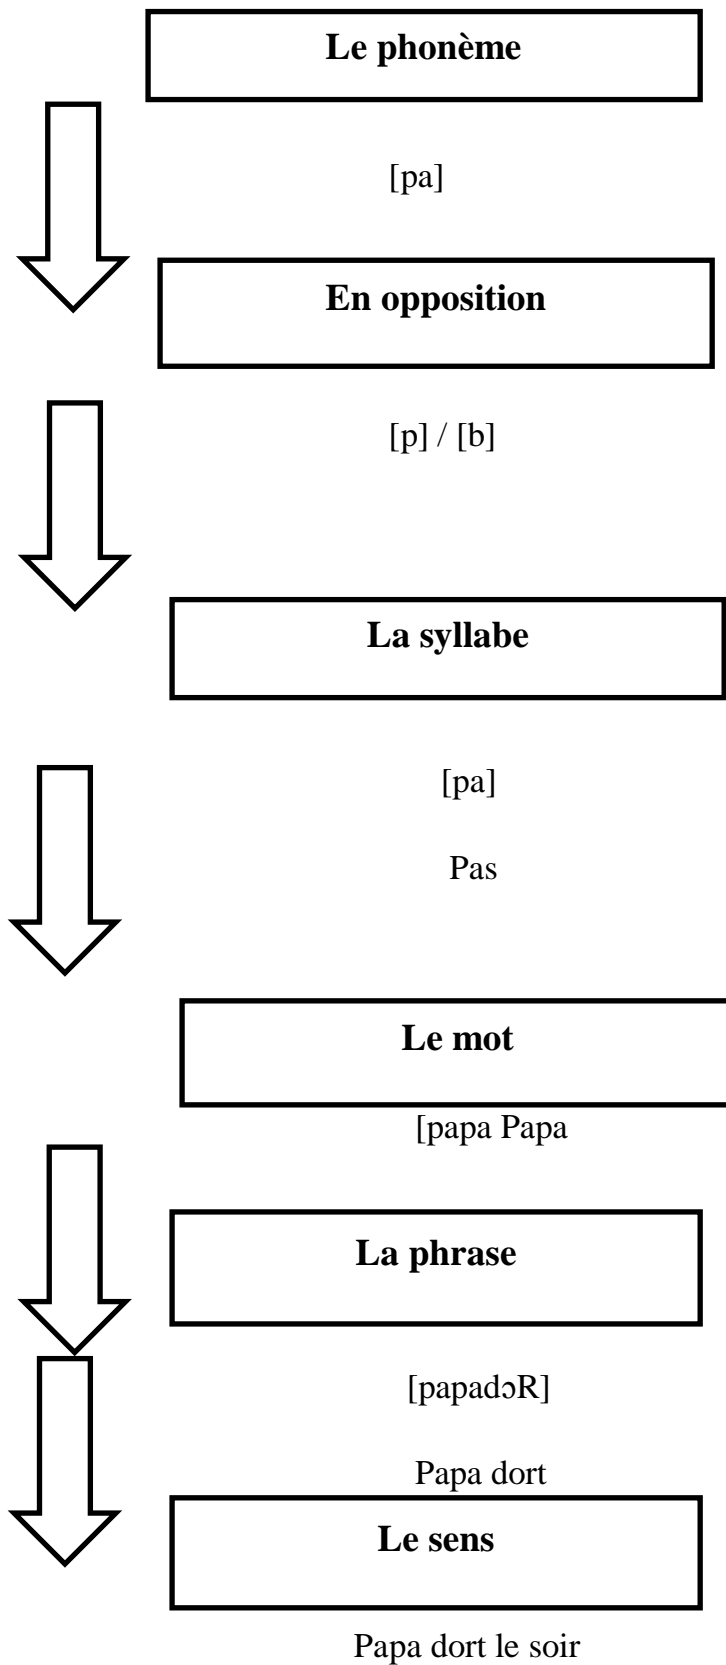 Le phonème
[pa]
En opposition
[p] / [b]
La syllabe
[pa]
Pas
Le mot
[papa Papa
La phrase
[papadɔR]
Papa dort
Le sens
Papa dort le soir